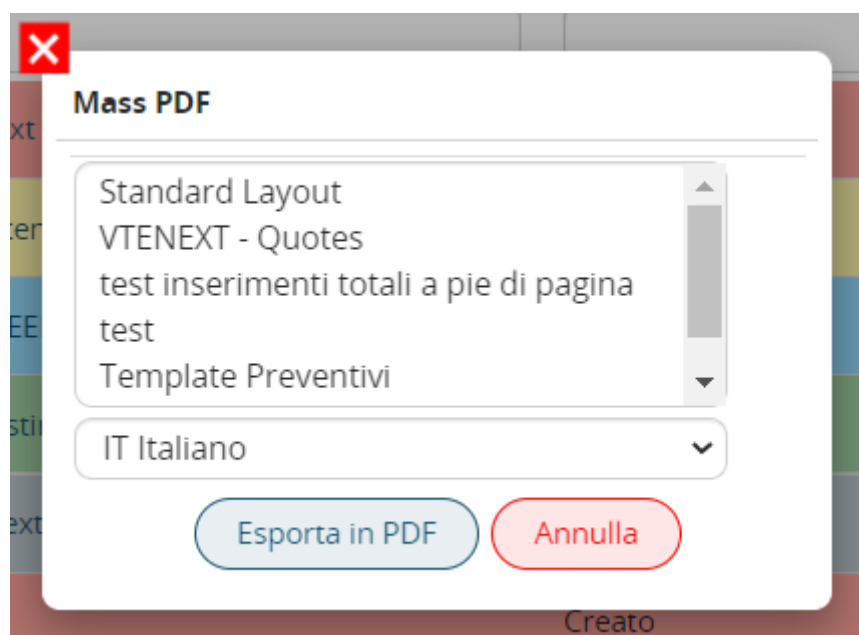 Mass PDF
xt
Standard Layout
VTENEXT - Quotes
test inserimenti totali a pie di pagina
test
Template Preventivi
IT Italiano
Esporta in PDF
Annulla
Creato